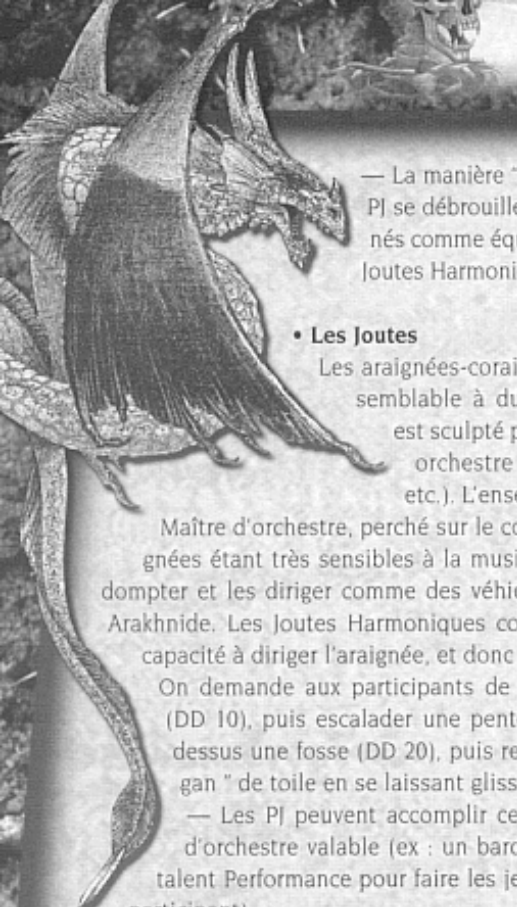 — La manière "
PJ se débrouille
nés comme équ
Joutes Harmoni
• Les Joutes
Les araignées-corai
semblable à du
est sculpté p
orchestre
etc.). L'ense
Maître d'orchestre, perché sur le co
gnées étant très sensibles à la musi
dompter et les diriger comme des véhic
Arakhnide. Les Joutes Harmoniques co
capacité à diriger l'araignée, et donc
On demande aux participants de
(DD 10), puis escalader une pent
dessus une fosse (DD 20), puis re
gan " de toile en se laissant gliss
— Les PJ peuvent accomplir ce
d'orchestre valable (ex : un bard
talent Performance pour faire les je